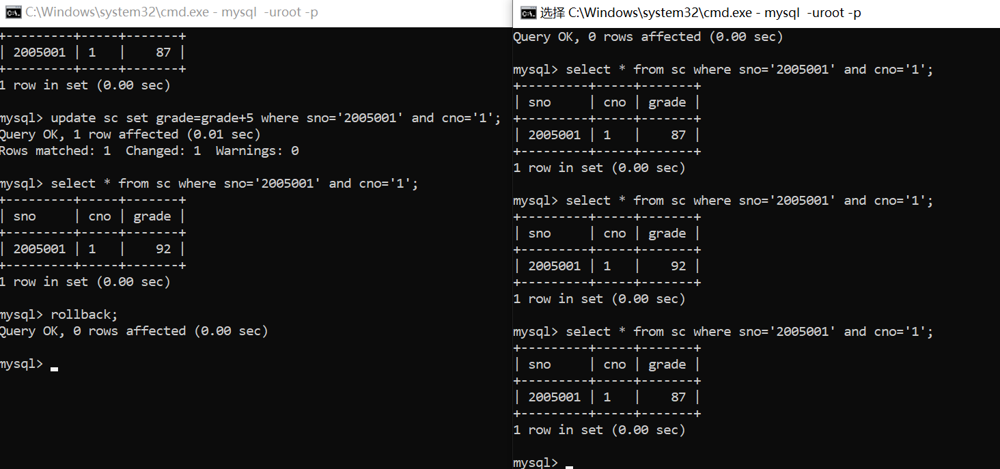 C:\Windows\system32\cmd.exe - mysql  -uroot -p
+---------+-----+-------+
| 2005001 | 1   |    87 |
+---------+-----+-------+
1 row in set (0.00 sec)
mysql> update sc set grade=grade+5 where sno='2005001' and cno='1';
Query OK, 1 row affected (0.01 sec)
Rows matched: 1  Changed: 1  Warnings: 0
mysql> select * from sc where sno='2005001' and cno='1';
+---------+-----+-------+
| sno     | cno | grade |
+---------+-----+-------+
| 2005001 | 1   |    92 |
+---------+-----+-------+
1 row in set (0.00 sec)
mysql> rollback;
Query OK, 0 rows affected (0.00 sec)
mysql>
选择 C:\Windows\system32\cmd.exe - mysql  -uroot -p
Query OK, 0 rows affected (0.00 sec)
mysql> select * from sc where sno='2005001' and cno='1';
+---------+-----+-------+
| sno     | cno | grade |
+---------+-----+-------+
| 2005001 | 1   |    87 |
+---------+-----+-------+
1 row in set (0.00 sec)
mysql> select * from sc where sno='2005001' and cno='1';
+---------+-----+-------+
| sno     | cno | grade |
+---------+-----+-------+
| 2005001 | 1   |    92 |
+---------+-----+-------+
1 row in set (0.00 sec)
mysql> select * from sc where sno='2005001' and cno='1';
+---------+-----+-------+
| sno     | cno | grade |
+---------+-----+-------+
| 2005001 | 1   |    87 |
+---------+-----+-------+
1 row in set (0.00 sec)
mysql>